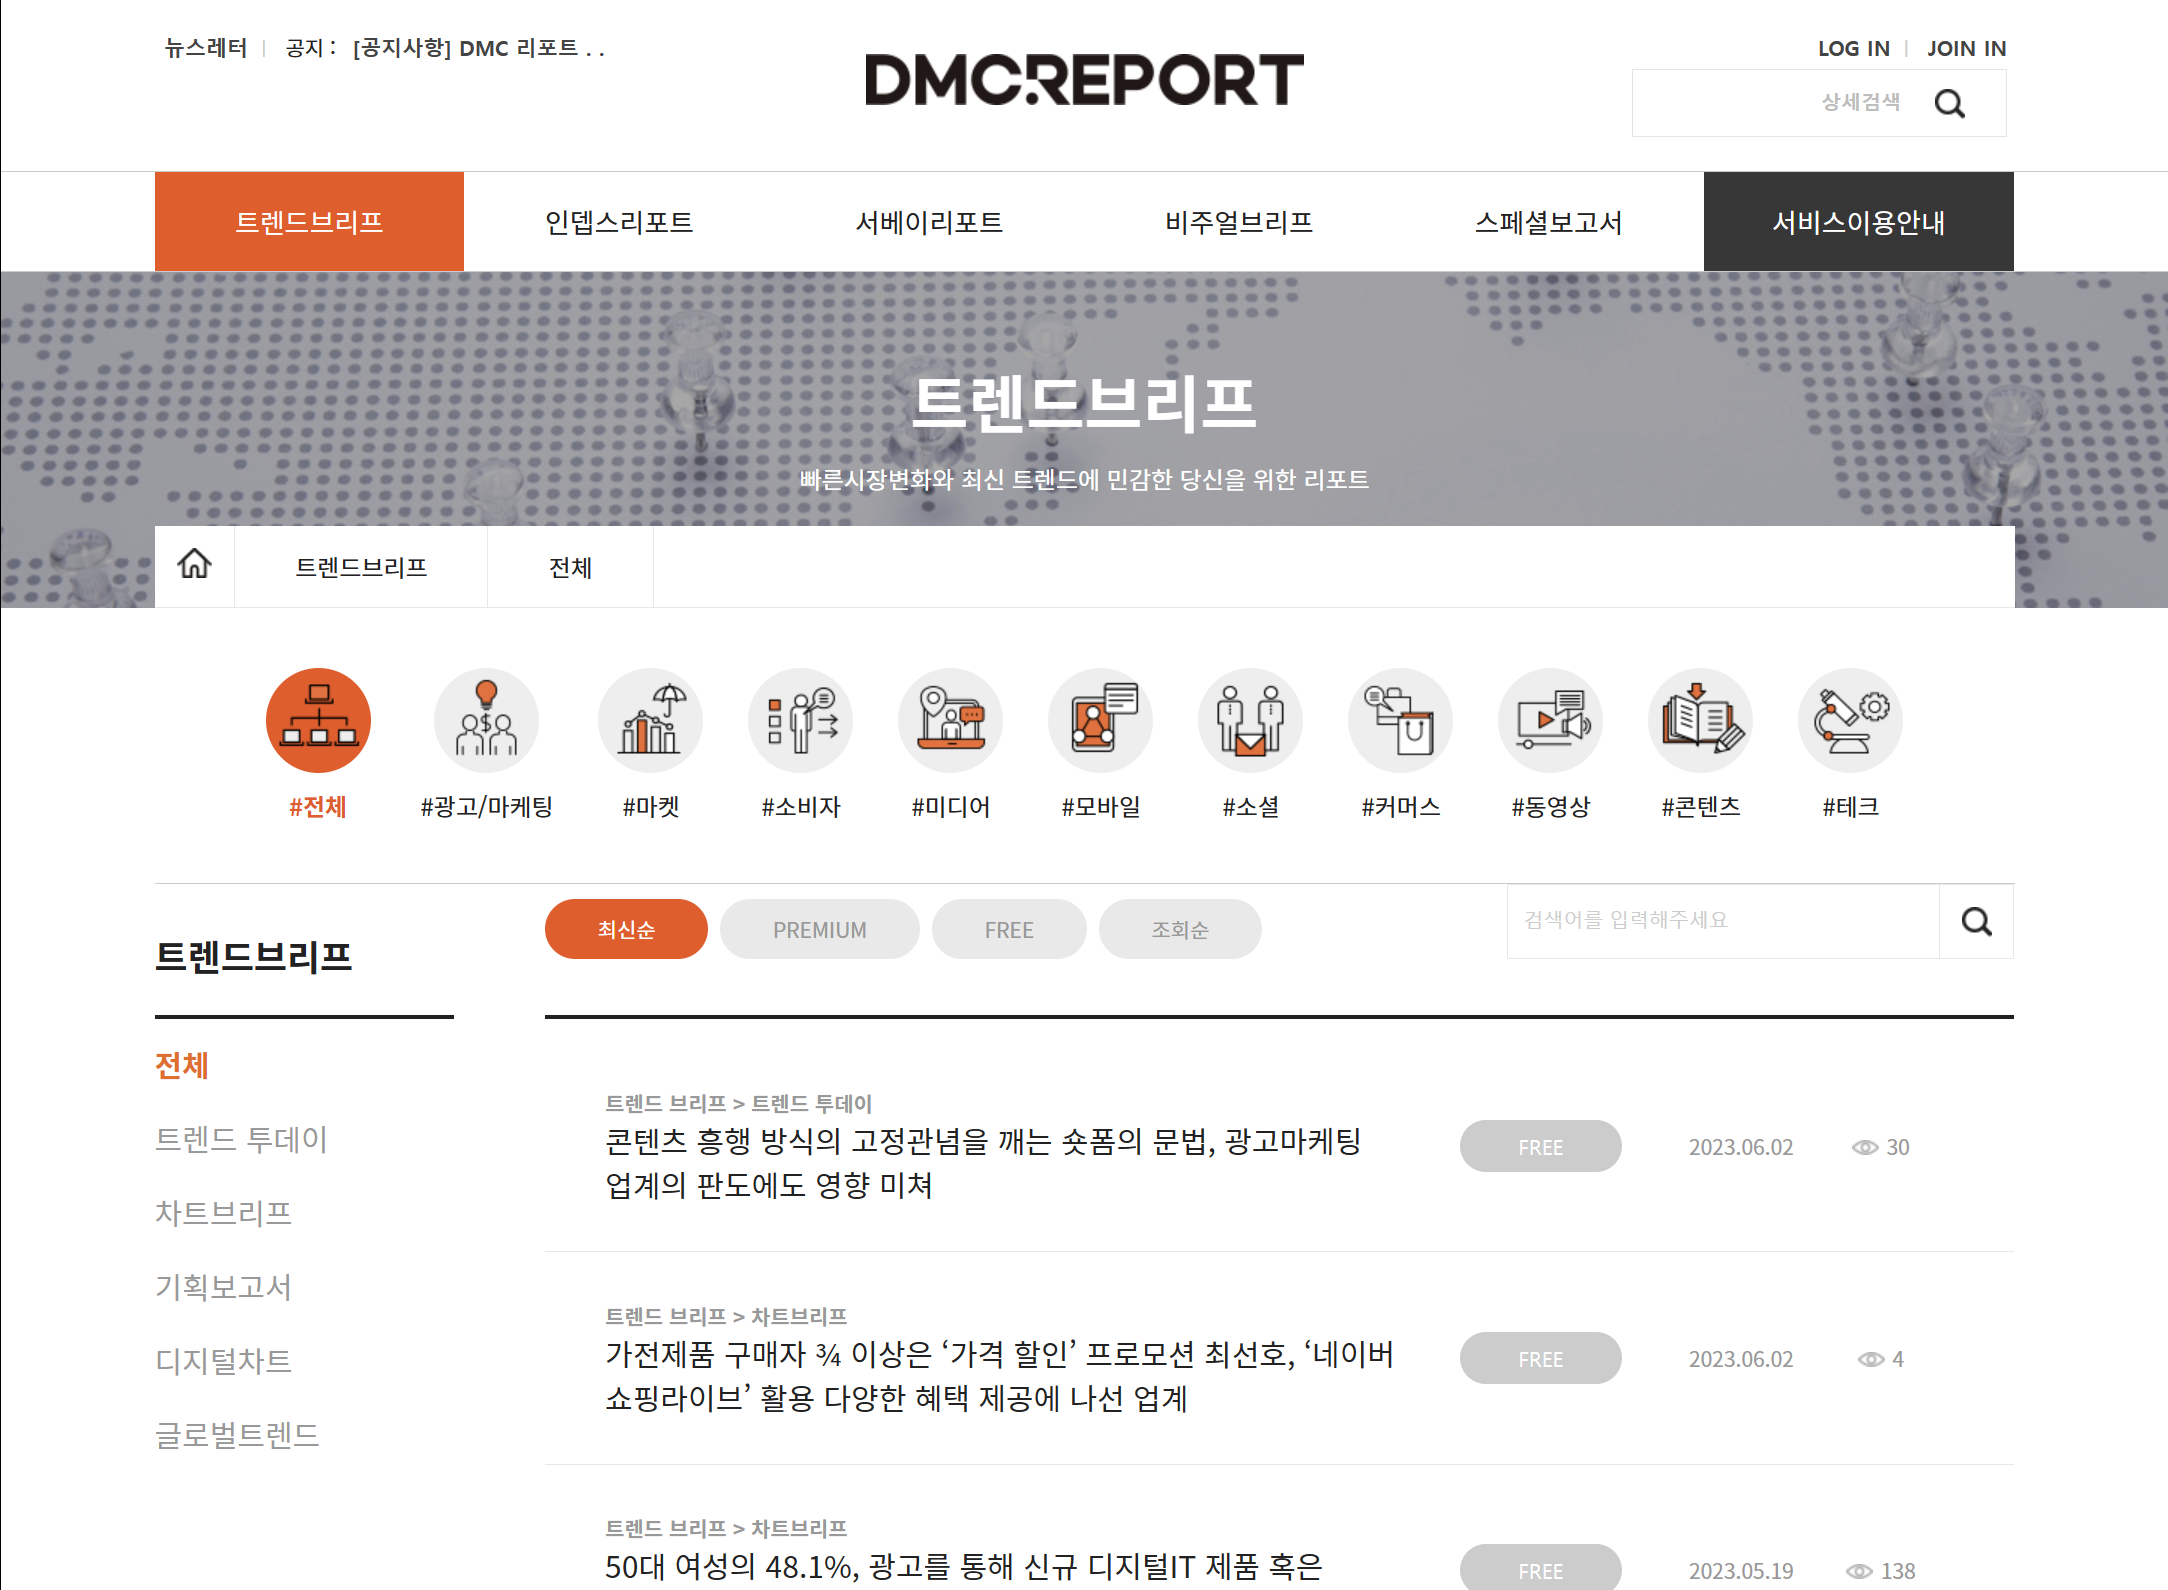 뉴스레터 공지 : [공지사항] DMC 리포트 . .
DMC REPORT
LOG IN JOIN IN
상세검색
트렌드브리프 인뎁스리포트 서베이리포트 비주얼브리프 스페셜보고서 서비스이용안내
트렌드브리프
빠른시장변화와 최신 트렌드에 민감한 당신을 위한 리포트
트렌드브리프 전체
#전체 #광고/마케팅 #마켓 #소비자 #미디어 #모바일 #소셜 #커머스 #동영상 #콘텐츠 #테크
트렌드브리프
전체
트렌드 투데이
차트브리프
기획보고서
디지털차트
글로벌트렌드
최신순 PREMIUM FREE 조회순 검색어를 입력해주세요
트렌드 브리프 > 트렌드 투데이
콘텐츠 흥행 방식의 고정관념을 깨는 숏폼의 문법, 광고마케팅
업계의 판도에도 영향 미쳐
FREE 2023.06.02 30
트렌드 브리프 > 차트브리프
가전제품 구매자 ¾ 이상은 ‘가격 할인’ 프로모션 최선호, ‘네이버
쇼핑라이브’ 활용 다양한 혜택 제공에 나선 업계
FREE 2023.06.02 4
트렌드 브리프 > 차트브리프
50대 여성의 48.1%, 광고를 통해 신규 디지털IT 제품 혹은
FREE 2023.05.19 138